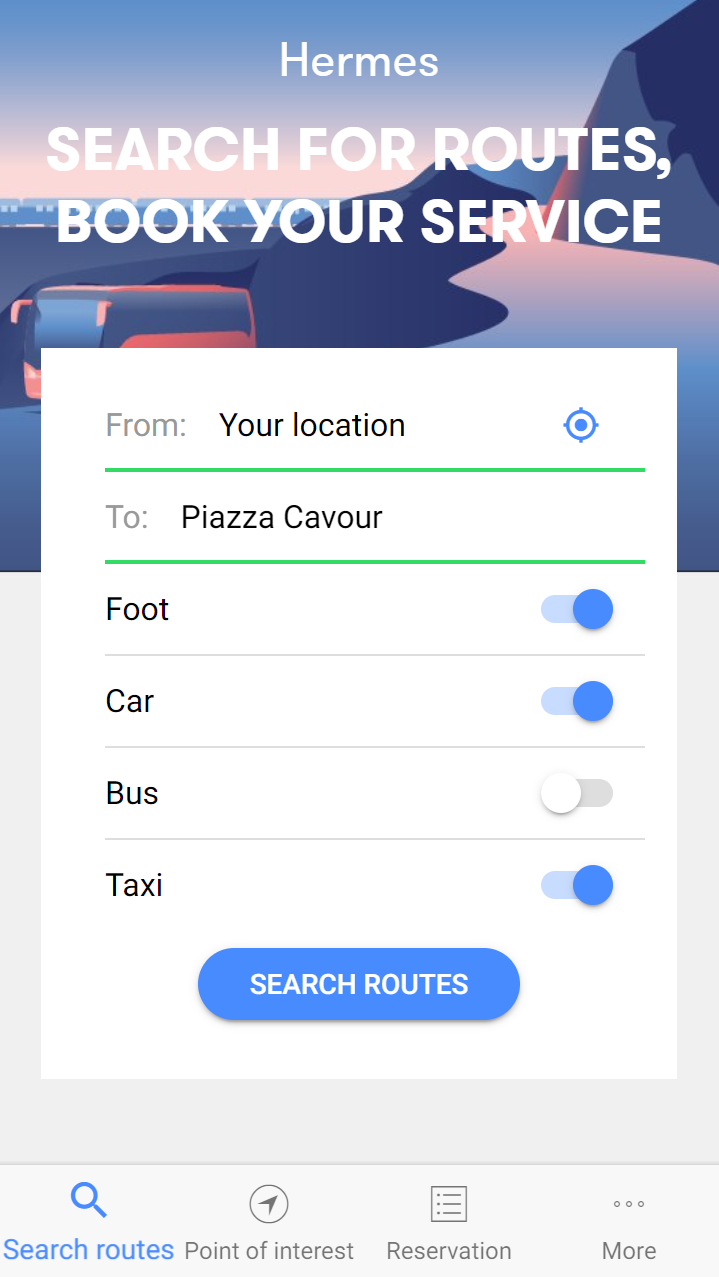 Hermes
SEARCH FOR ROUTES,
BOOK YOUR SERVICE
From: Your location
To: Piazza Cavour
Foot
Car
Bus
Taxi
SEARCH ROUTES
Search routes Point of interest Reservation More